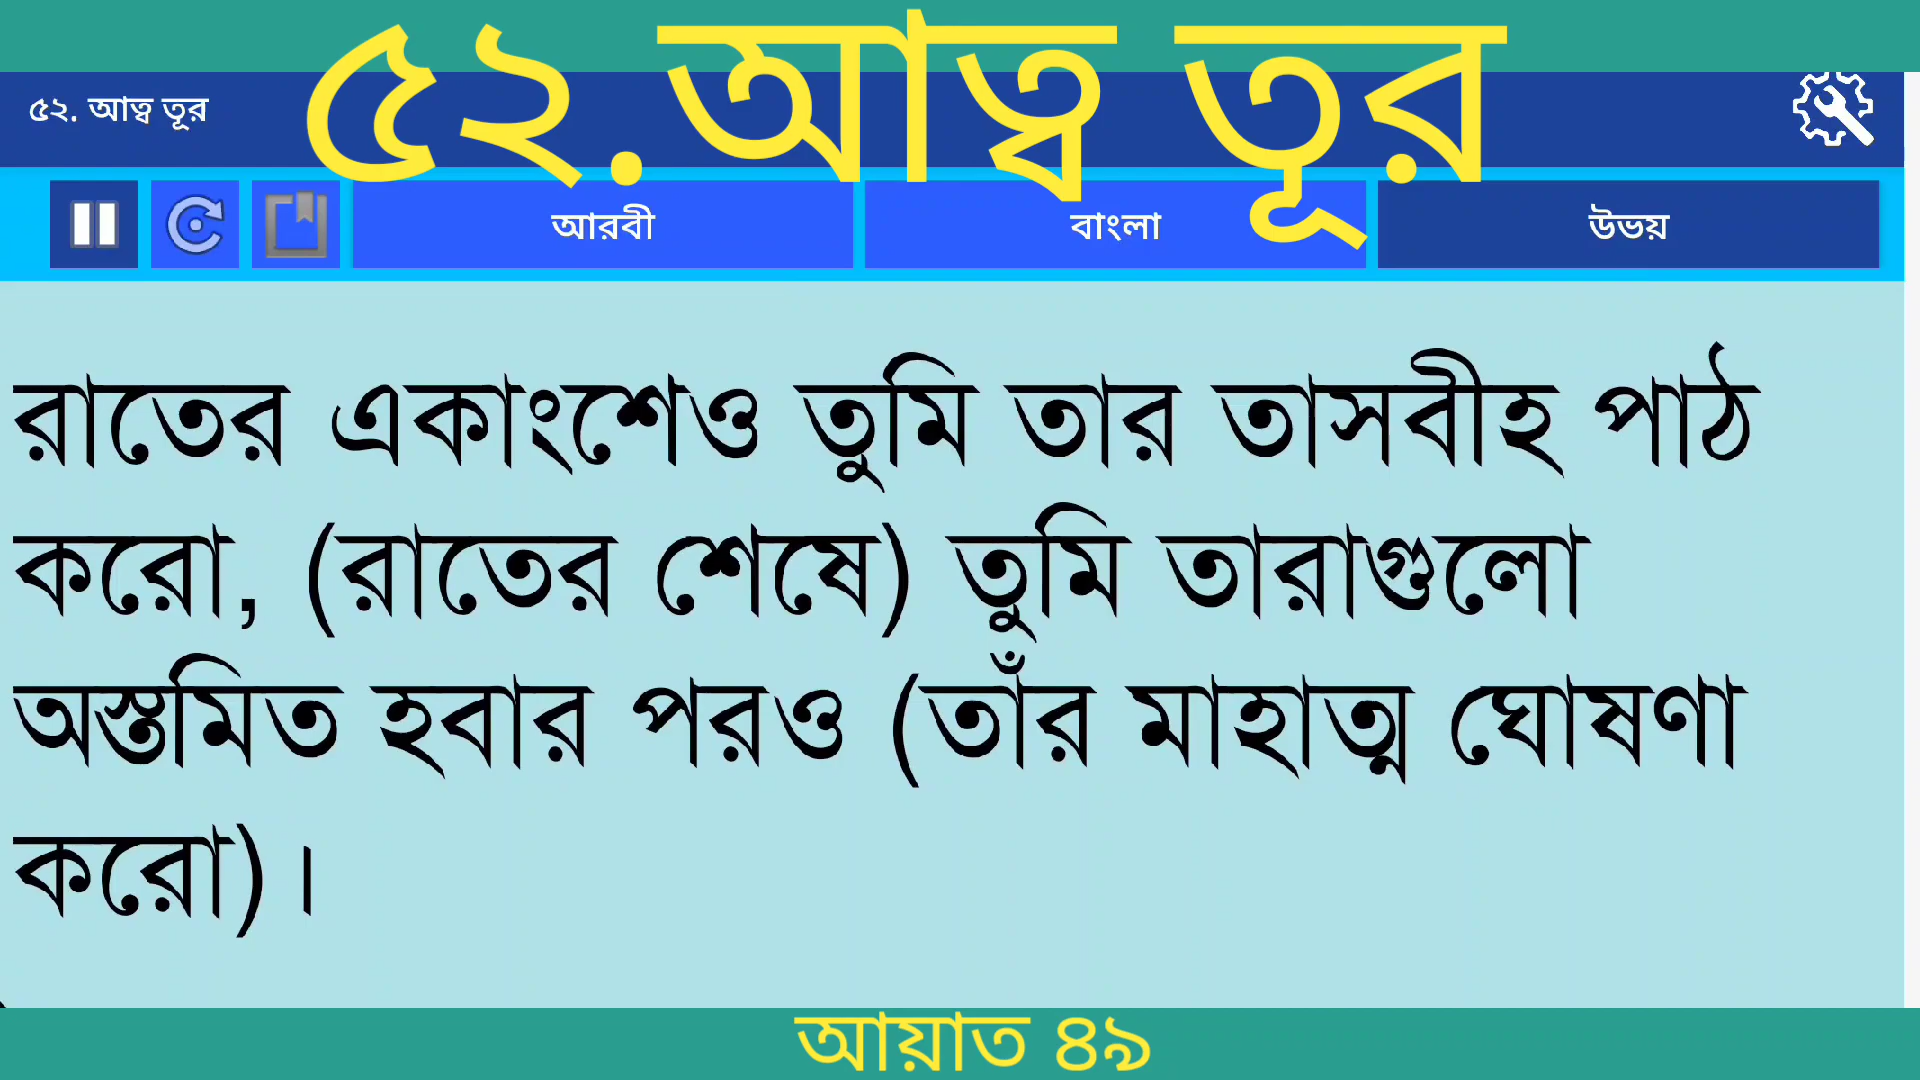 ৫২.আত্ব তূর
৫২. আত্ব তূর
আরবী
বাংলা
উভয়
রাতের একাংশেও তুমি তার তাসবীহ পাঠ
করো, (রাতের শেষে) তুমি তারাগুলো
অস্তমিত হবার পরও (তাঁর মাহাত্ম ঘোষণা
করো)।
আয়াত ৪৯